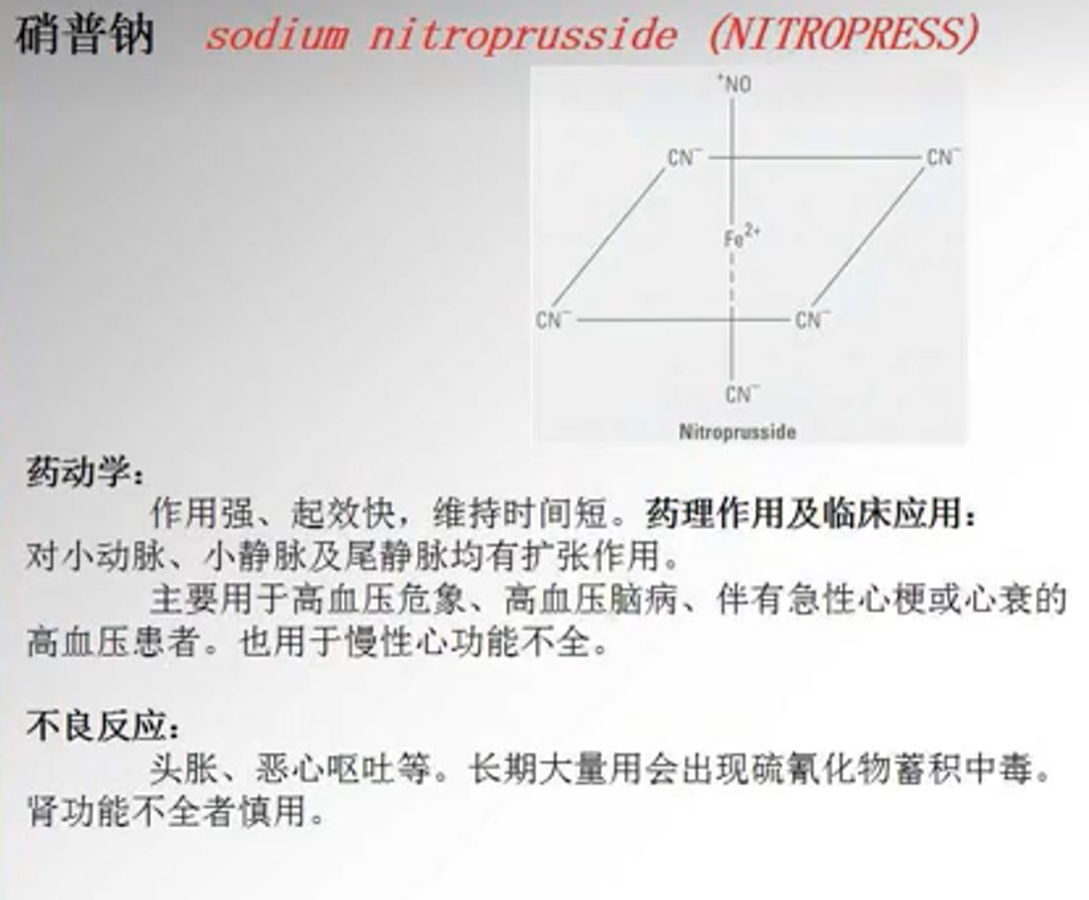 硝普钠 sodium nitroprusside (NITROPRESS)
⁺NO
CN⁻ CN⁻
Fe²⁺
CN⁻ CN⁻
CN⁻
Nitroprusside
药动学：
作用强、起效快，维持时间短。药理作用及临床应用：
对小动脉、小静脉及尾静脉均有扩张作用。
主要用于高血压危象、高血压脑病、伴有急性心梗或心衰的
高血压患者。也用于慢性心功能不全。
不良反应：
头胀、恶心呕吐等。长期大量用会出现硫氰化物蓄积中毒。
肾功能不全者慎用。